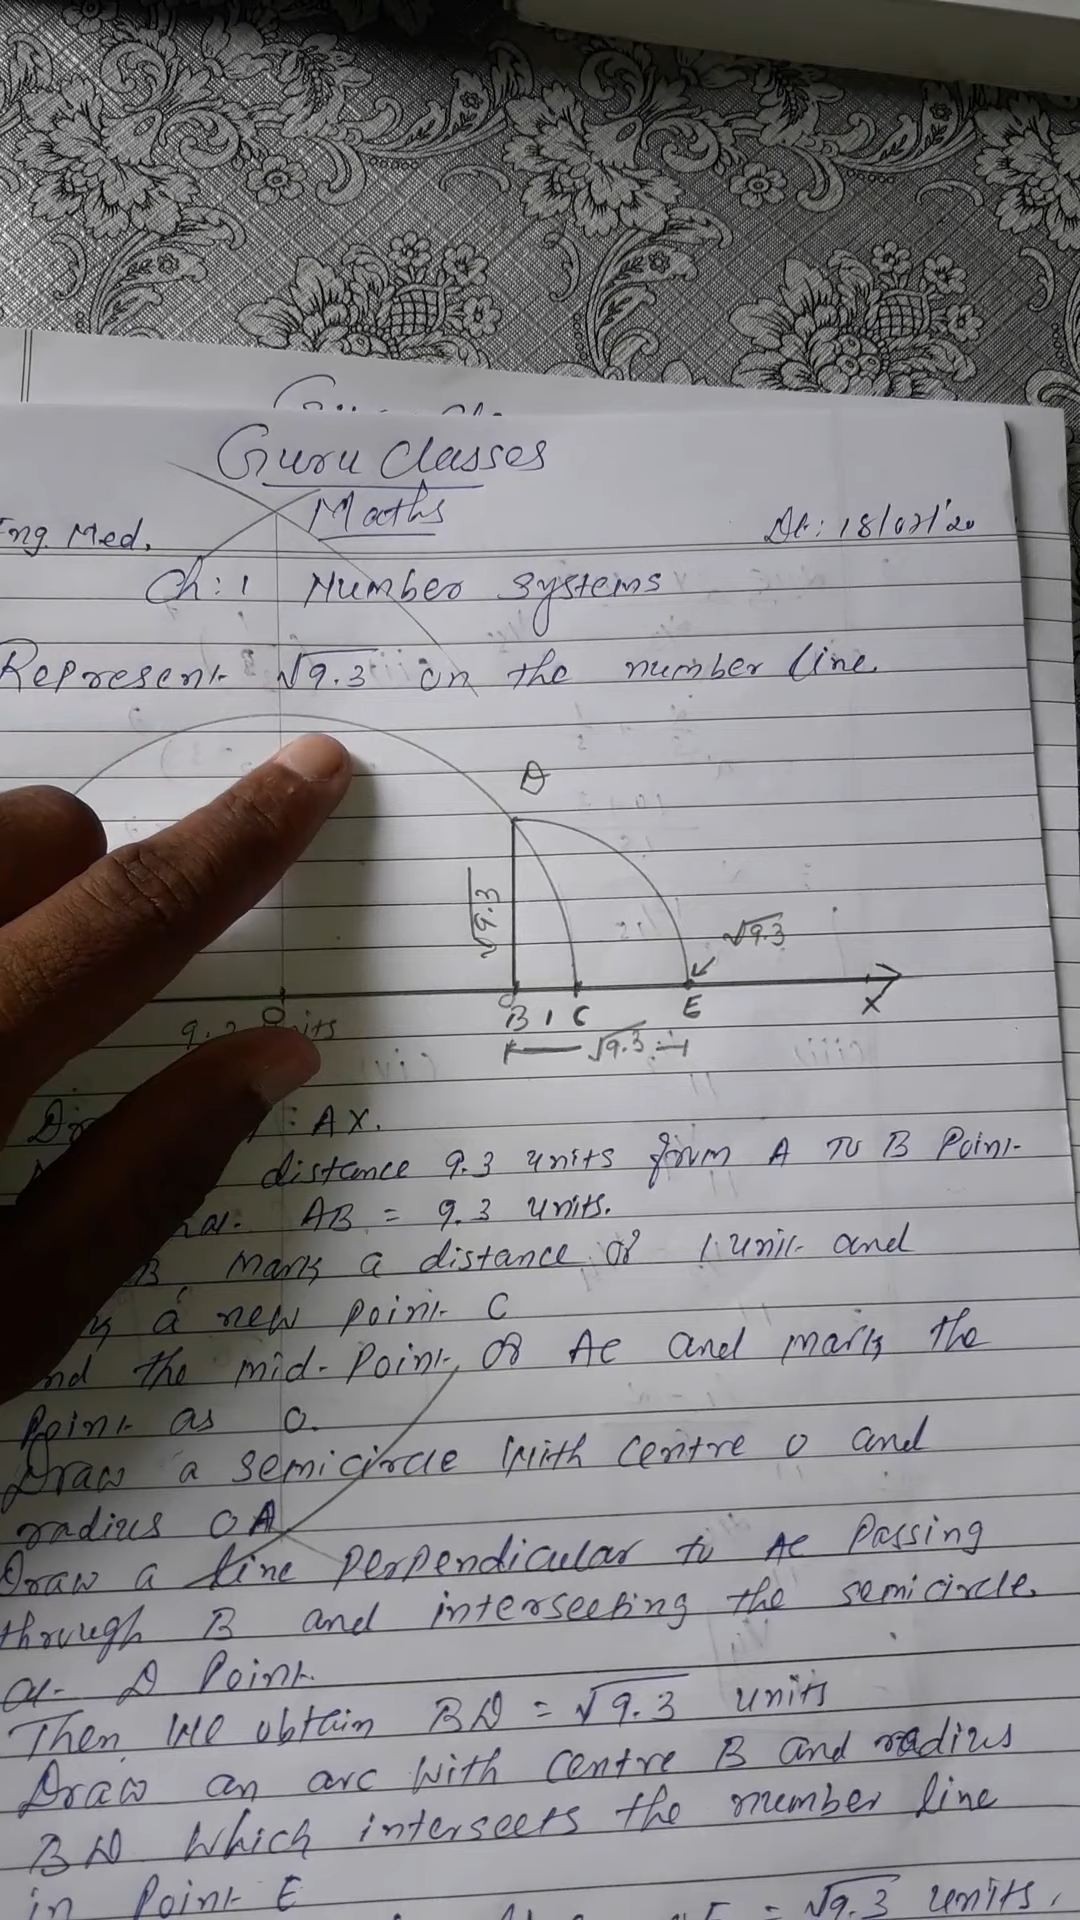 Guru Classes
Maths
Eng. Med.
Dt: 18/07/'20
Ch: 1 Number Systems
Represent √9.3 on the number line.
D
√9.3
√9.3
0
B 1 C
E
X
9.3 units
O
√9.3
: AX.
distance 9.3 units from A to B Point
AB = 9.3 units.
B, mark a distance of 1 unit and
a new point C
the mid-Point of AC and mark the
Point as O.
Draw a semicircle with centre O and
radius OA
Draw a line perpendicular to AC Passing
through B and intersecting the semicircle
at D Point.
Then, we obtain BD = √9.3 units
Draw an arc with centre B and radius
BD which intersects the number line
in Point E
= √9.3 units.